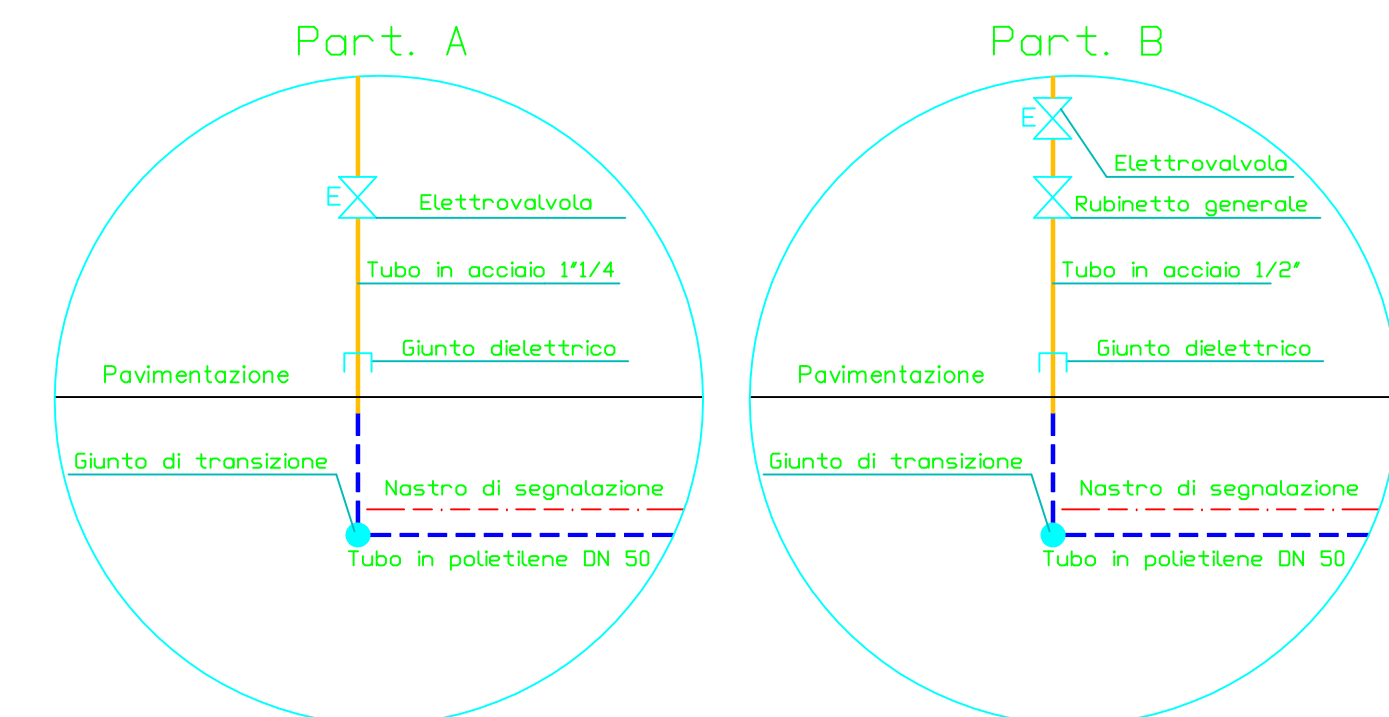 Part. A
E
Elettrovalvola
Tubo in acciaio 1"1/4
Giunto dielettrico
Pavimentazione
Giunto di transizione
Nastro di segnalazione
Tubo in polietilene DN 50
Part. B
E
Elettrovalvola
Rubinetto generale
Tubo in acciaio 1/2"
Giunto dielettrico
Pavimentazione
Giunto di transizione
Nastro di segnalazione
Tubo in polietilene DN 50